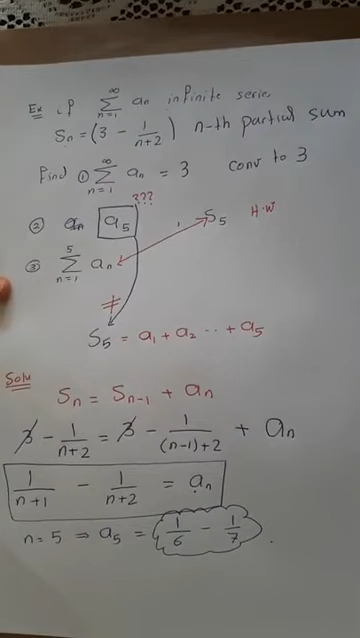 Ex if ∞∑n=1 an infinite series
Sn = (3 - 1/(n+2)) n-th partial sum
Find ① ∞∑n=1 an = 3 conv to 3
???
② an a5 S5 H.W
③ 5∑n=1 an
≠
S5 = a1 + a2 ... + a5
Solu
Sn = Sn-1 + an
3 - 1/(n+2) = 3 - 1/((n-1)+2) + an
1/(n+1) - 1/(n+2) = an
n=5 ⇒ a5 = 1/6 - 1/7 .